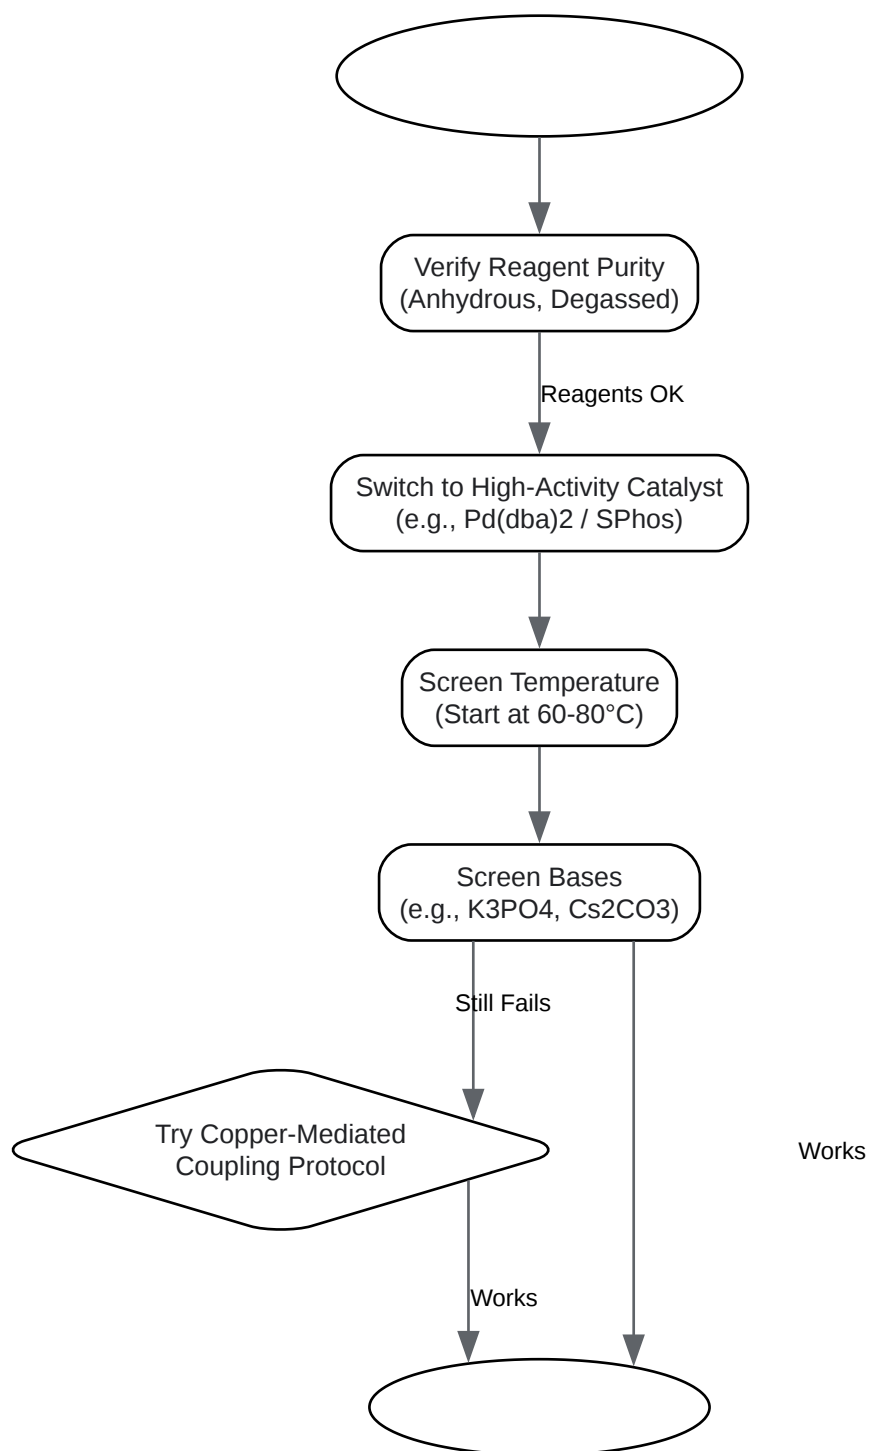 Verify Reagent Purity
(Anhydrous, Degassed)
Reagents OK
Switch to High-Activity Catalyst
(e.g., Pd(dba)2 / SPhos)
Screen Temperature
(Start at 60-80°C)
Screen Bases
(e.g., K3PO4, Cs2CO3)
Still Fails
Try Copper-Mediated
Coupling Protocol
Works
Works